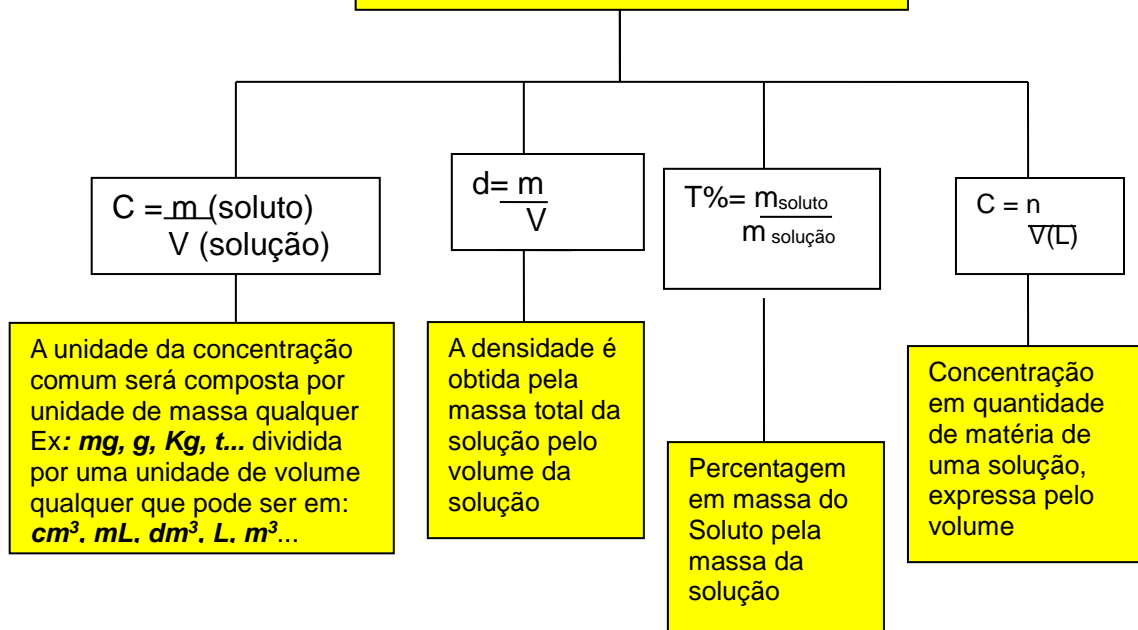 C = m (soluto)
V (solução)
d= m
V
T%= msoluto
m solução
C = n
V(L)
A unidade da concentração
comum será composta por
unidade de massa qualquer
Ex: mg, g, Kg, t... dividida
por uma unidade de volume
qualquer que pode ser em:
cm³, mL, dm³, L, m³...
A densidade é
obtida pela
massa total da
solução pelo
volume da
solução
Percentagem
em massa do
Soluto pela
massa da
solução
Concentração
em quantidade
de matéria de
uma solução,
expressa pelo
volume